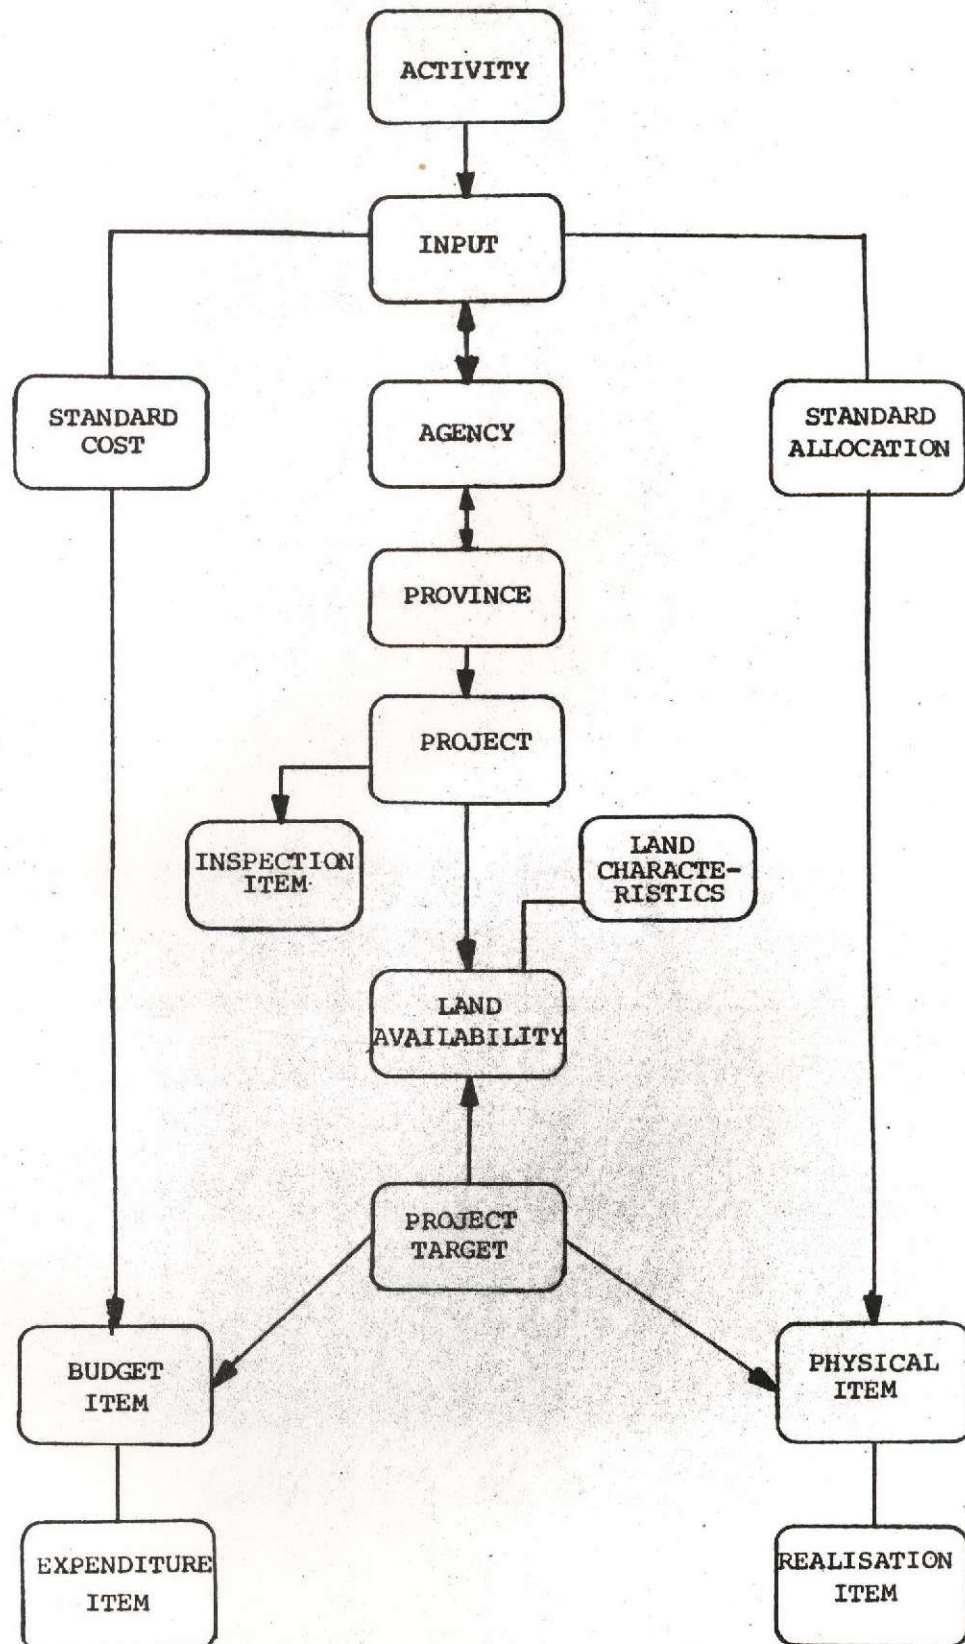 ACTIVITY
INPUT
STANDARD
COST
AGENCY
STANDARD
ALLOCATION
PROVINCE
PROJECT
INSPECTION
ITEM
LAND
CHARACTE-
RISTICS
LAND
AVAILABILITY
PROJECT
TARGET
BUDGET
ITEM
PHYSICAL
ITEM
EXPENDITURE
ITEM
REALISATION
ITEM